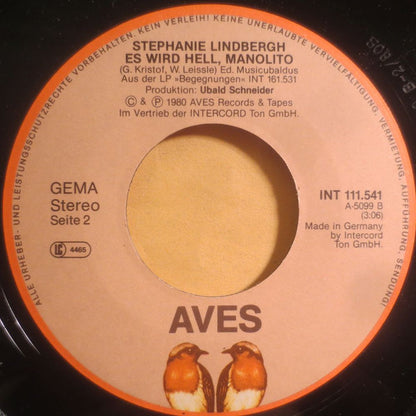 ALLE URHEBER- UND LEISTUNGSSCHUTZRECHTE VORBEHALTEN. KEIN VERLEIH! KEINE UNERLAUBTE VERVIELFÄLTIGUNG, VERMIETUNG, AUFFÜHRUNG, SENDUNG!
STEPHANIE LINDBERGH
ES WIRD HELL, MANOLITO
(G. Kristof, W. Leissle) Ed. Musicubaldus
Aus der LP »Begegnungen« INT 161.531
Produktion: Ubald Schneider
© & ℗ 1980 AVES Records & Tapes
Im Vertrieb der INTERCORD Ton GmbH.
GEMA
Stereo
Seite 2
LC 4465
INT 111.541
A-5099 B
(3:06)
Made in Germany
by Intercord
Ton GmbH.
AVES